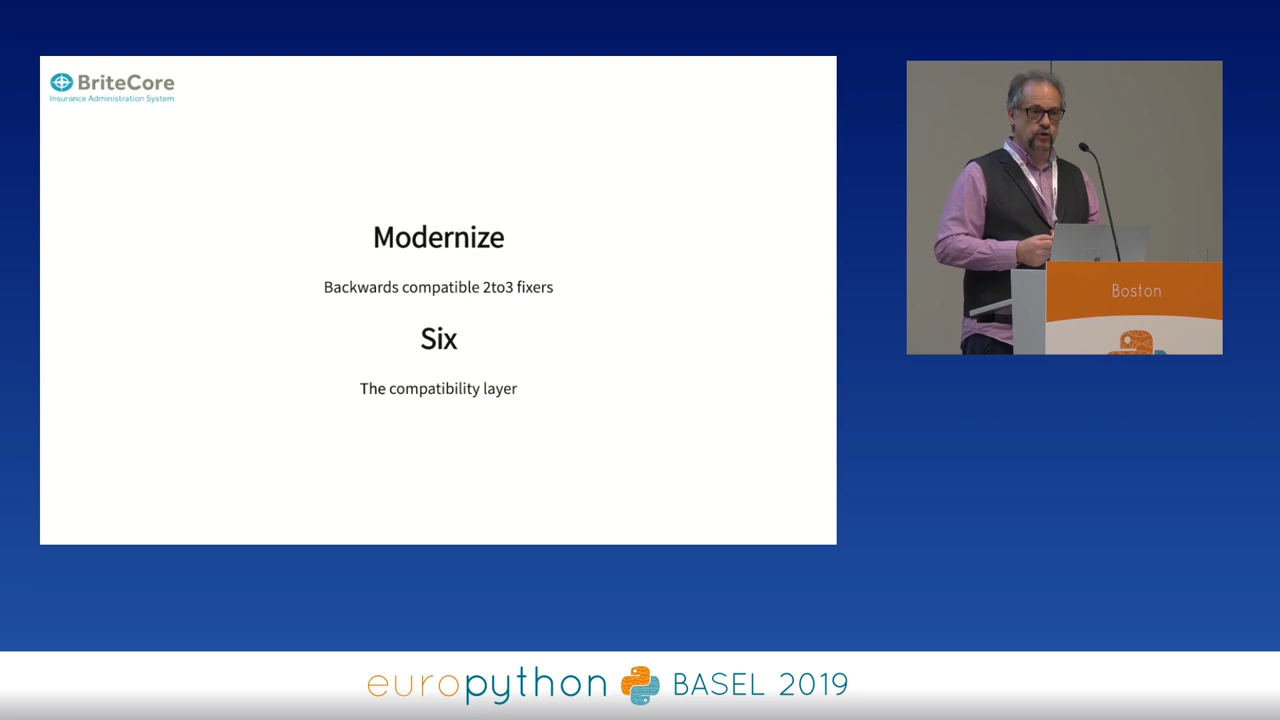 BriteCore
Insurance Administration System
Modernize
Backwards compatible 2to3 fixers
Six
The compatibility layer
Boston
europython BASEL 2019